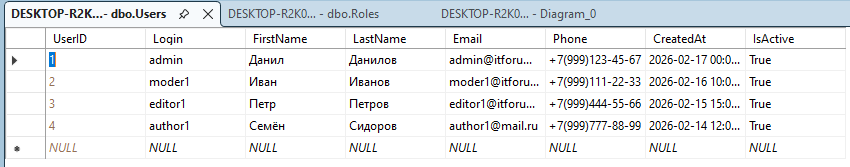 DESKTOP-R2K...- dbo.Users DESKTOP-R2K0... - dbo.Roles DESKTOP-R2K0... - Diagram_0
UserID Login FirstName LastName Email Phone CreatedAt IsActive
1 admin Данил Данилов admin@itforu... +7(999)123-45-67 2026-02-17 00:0... True
2 moder1 Иван Иванов moder1@itforu... +7(999)111-22-33 2026-02-16 10:0... True
3 editor1 Петр Петров editor1@itforu... +7(999)444-55-66 2026-02-15 15:0... True
4 author1 Семён Сидоров author1@mail.ru +7(999)777-88-99 2026-02-14 12:0... True
NULL NULL NULL NULL NULL NULL NULL NULL